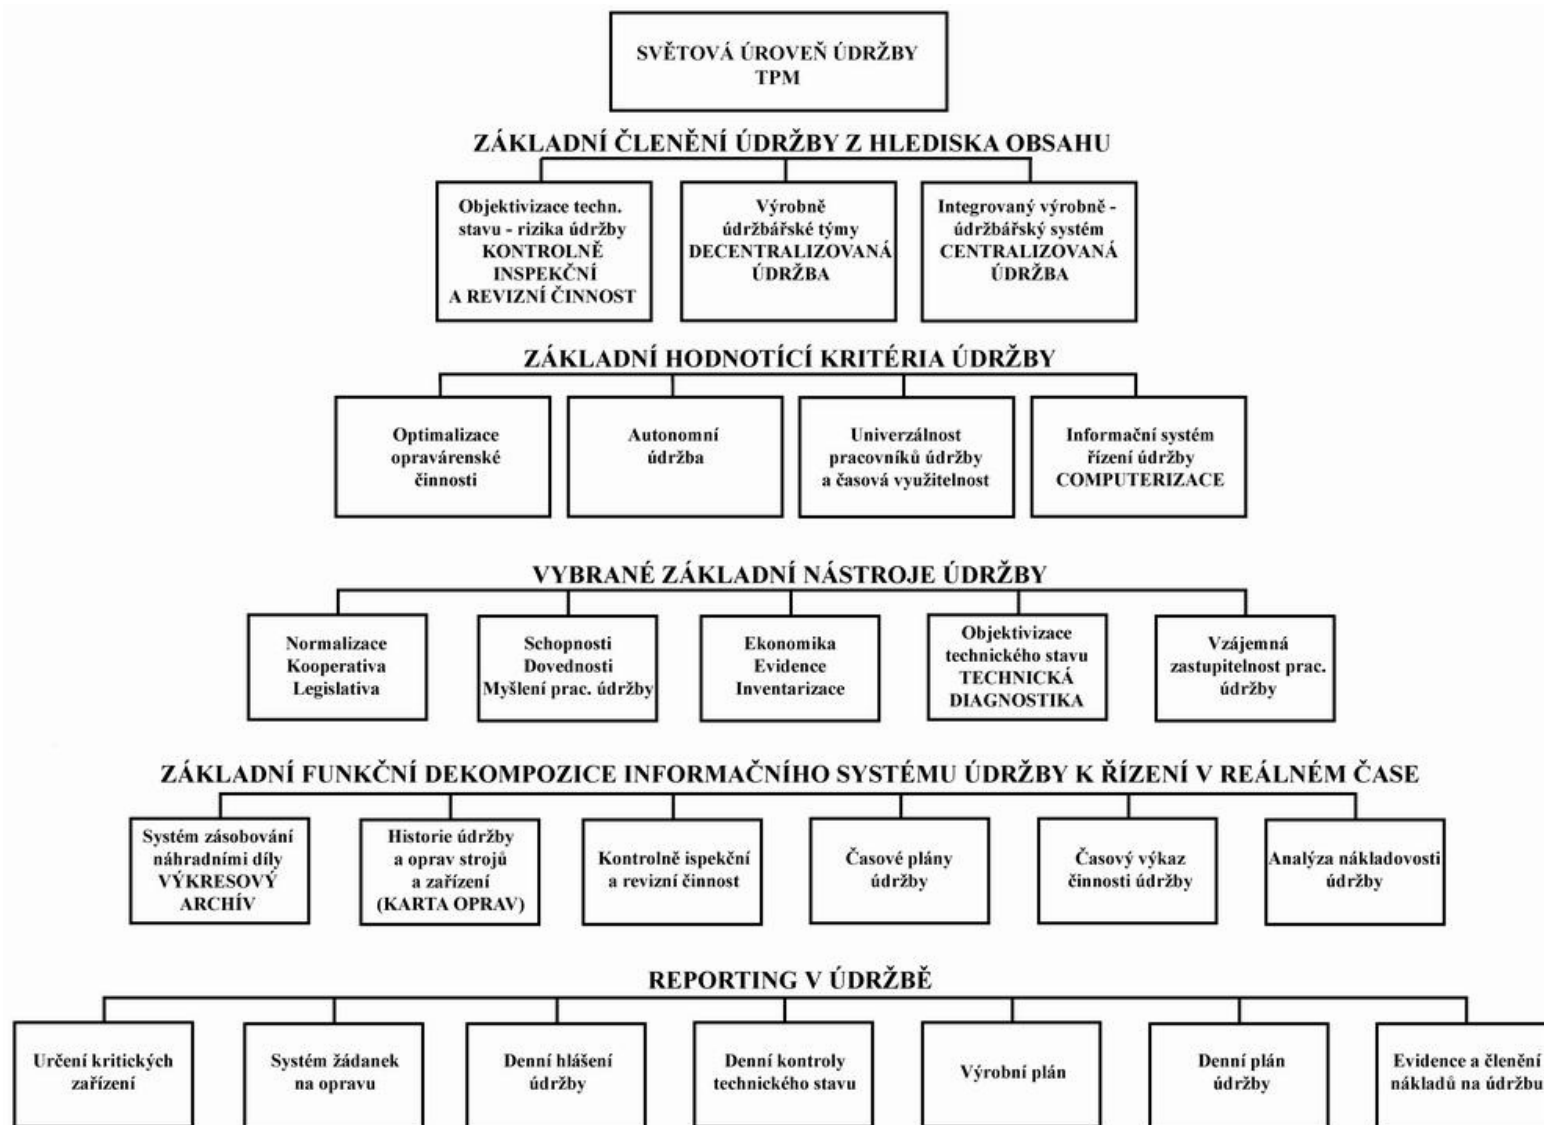 SVĚTOVÁ ÚROVEŇ ÚDRŽBY
TPM
ZÁKLADNÍ ČLENĚNÍ ÚDRŽBY Z HLEDISKA OBSAHU
Objektivizace techn.
stavu - rizika údržby
KONTROLNĚ
INSPEKČNÍ
A REVIZNÍ ČINNOST
Výrobně
údržbářské týmy
DECENTRALIZOVANÁ
ÚDRŽBA
Integrovaný výrobně -
údržbářský systém
CENTRALIZOVANÁ
ÚDRŽBA
ZÁKLADNÍ HODNOTÍCÍ KRITÉRIA ÚDRŽBY
Optimalizace
opravárenské
činnosti
Autonomní
údržba
Univerzálnost
pracovníků údržby
a časová využitelnost
Informační systém
řízení údržby
COMPUTERIZACE
VYBRANÉ ZÁKLADNÍ NÁSTROJE ÚDRŽBY
Normalizace
Kooperativa
Legislativa
Schopnosti
Dovednosti
Myšlení prac. údržby
Ekonomika
Evidence
Inventarizace
Objektivizace
technického stavu
TECHNICKÁ
DIAGNOSTIKA
Vzájemná
zastupitelnost prac.
údržby
ZÁKLADNÍ FUNKČNÍ DEKOMPOZICE INFORMAČNÍHO SYSTÉMU ÚDRŽBY K ŘÍZENÍ V REÁLNÉM ČASE
Systém zásobování
náhradními díly
VÝKRESOVÝ
ARCHÍV
Historie údržby
a oprav strojů
a zařízení
(KARTA OPRAV)
Kontrolně ispekční
a revizní činnost
Časové plány
údržby
Časový výkaz
činnosti údržby
Analýza nákladovosti
údržby
REPORTING V ÚDRŽBĚ
Určení kritických
zařízení
Systém žádanek
na opravu
Denní hlášení
údržby
Denní kontroly
technického stavu
Výrobní plán
Denní plán
údržby
Evidence a členění
nákladů na údržbu